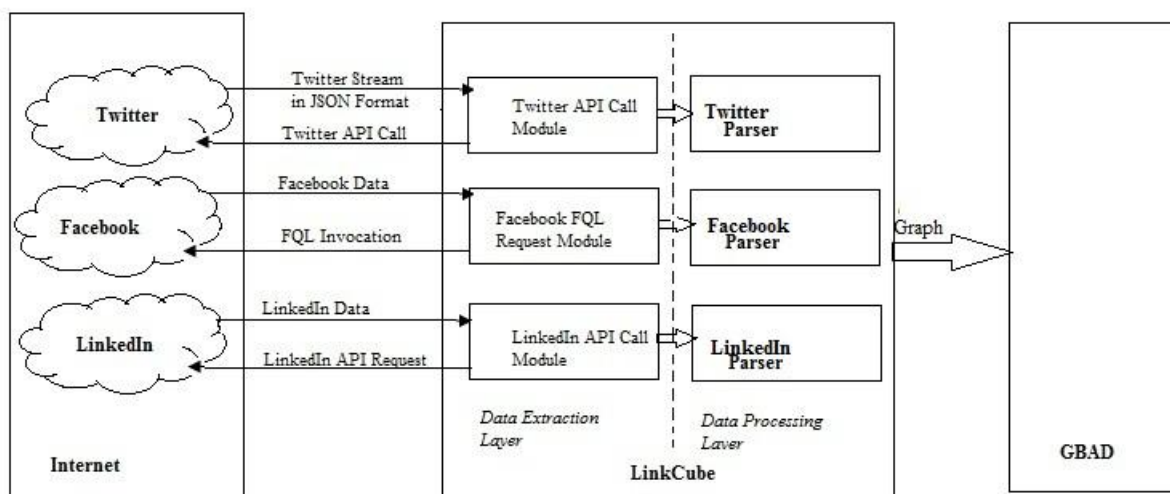 Twitter Stream
in JSON Format
Twitter
Twitter API Call
Twitter API Call
Module
Twitter
Parser
Facebook Data
Facebook
FQL Invocation
Facebook FQL
Request Module
Facebook
Parser
Graph
LinkedIn Data
LinkedIn
LinkedIn API Request
LinkedIn API Call
Module
LinkedIn
Parser
Data Extraction
Layer
Data Processing
Layer
Internet
LinkCube
GBAD